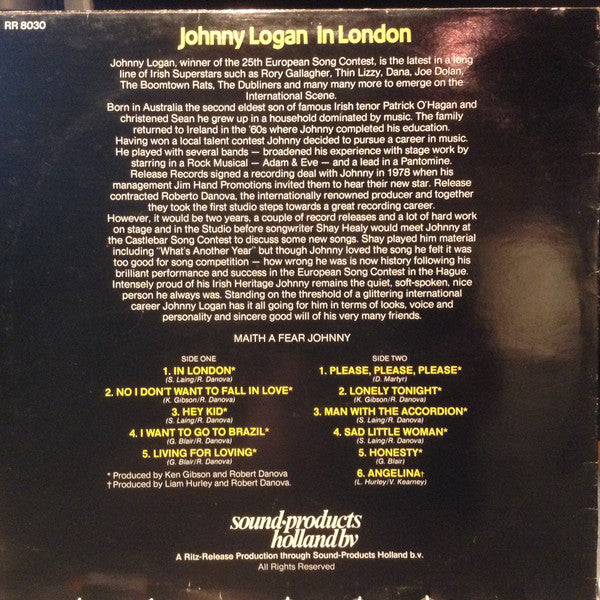 RR 8030
Johnny Logan In London
Johnny Logan, winner of the 25th European Song Contest, is the latest in a long
line of Irish Superstars such as Rory Gallagher, Thin Lizzy, Dana, Joe Dolan,
The Boomtown Rats, The Dubliners and many many more to emerge on the
International Scene.
Born in Australia the second eldest son of famous Irish tenor Patrick O'Hagan and
christened Sean he grew up in a household dominated by music. The family
returned to Ireland in the '60s where Johnny completed his education.
Having won a local talent contest Johnny decided to pursue a career in music.
He played with several bands — broadened his experience with stage work by
starring in a Rock Musical — Adam & Eve — and a lead in a Pantomine.
Release Records signed a recording deal with Johnny in 1978 when his
management Jim Hand Promotions invited them to hear their new star. Release
contracted Roberto Danova, the internationally renowned producer and together
they took the first studio steps towards a great recording career.
However, it would be two years, a couple of record releases and a lot of hard work
on stage and in the Studio before songwriter Shay Healy would meet Johnny at
the Castlebar Song Contest to discuss some new songs. Shay played him material
including "What's Another Year" but though Johnny loved the song he felt it was
too good for song competition — how wrong he was is now history following his
brilliant performance and success in the European Song Contest in the Hague.
Intensely proud of his Irish Heritage Johnny remains the quiet, soft-spoken, nice
person he always was. Standing on the threshold of a glittering international
career Johnny Logan has it all going for him in terms of looks, voice and
personality and sincere good will of his very many friends.
MAITH A FEAR JOHNNY
SIDE ONE
1. IN LONDON*
(S. Laing/R. Danova)
2. NO I DON'T WANT TO FALL IN LOVE*
(K. Gibson/R. Danova)
3. HEY KID*
(S. Laing/R. Danova)
4. I WANT TO GO TO BRAZIL*
(G. Blair/R. Danova)
5. LIVING FOR LOVING*
(G. Blair/R. Danova)
SIDE TWO
1. PLEASE, PLEASE, PLEASE*
(D. Martyr)
2. LONELY TONIGHT*
(K. Gibson/R. Danova)
3. MAN WITH THE ACCORDION*
(S. Laing/R. Danova)
4. SAD LITTLE WOMAN*
(S. Laing/R. Danova)
5. HONESTY*
(G. Blair)
6. ANGELINA†
(L. Hurley/V. Kearney)
* Produced by Ken Gibson and Robert Danova
† Produced by Liam Hurley and Robert Danova.
sound-products
holland bv
A Ritz-Release Production through Sound-Products Holland b.v.
All Rights Reserved